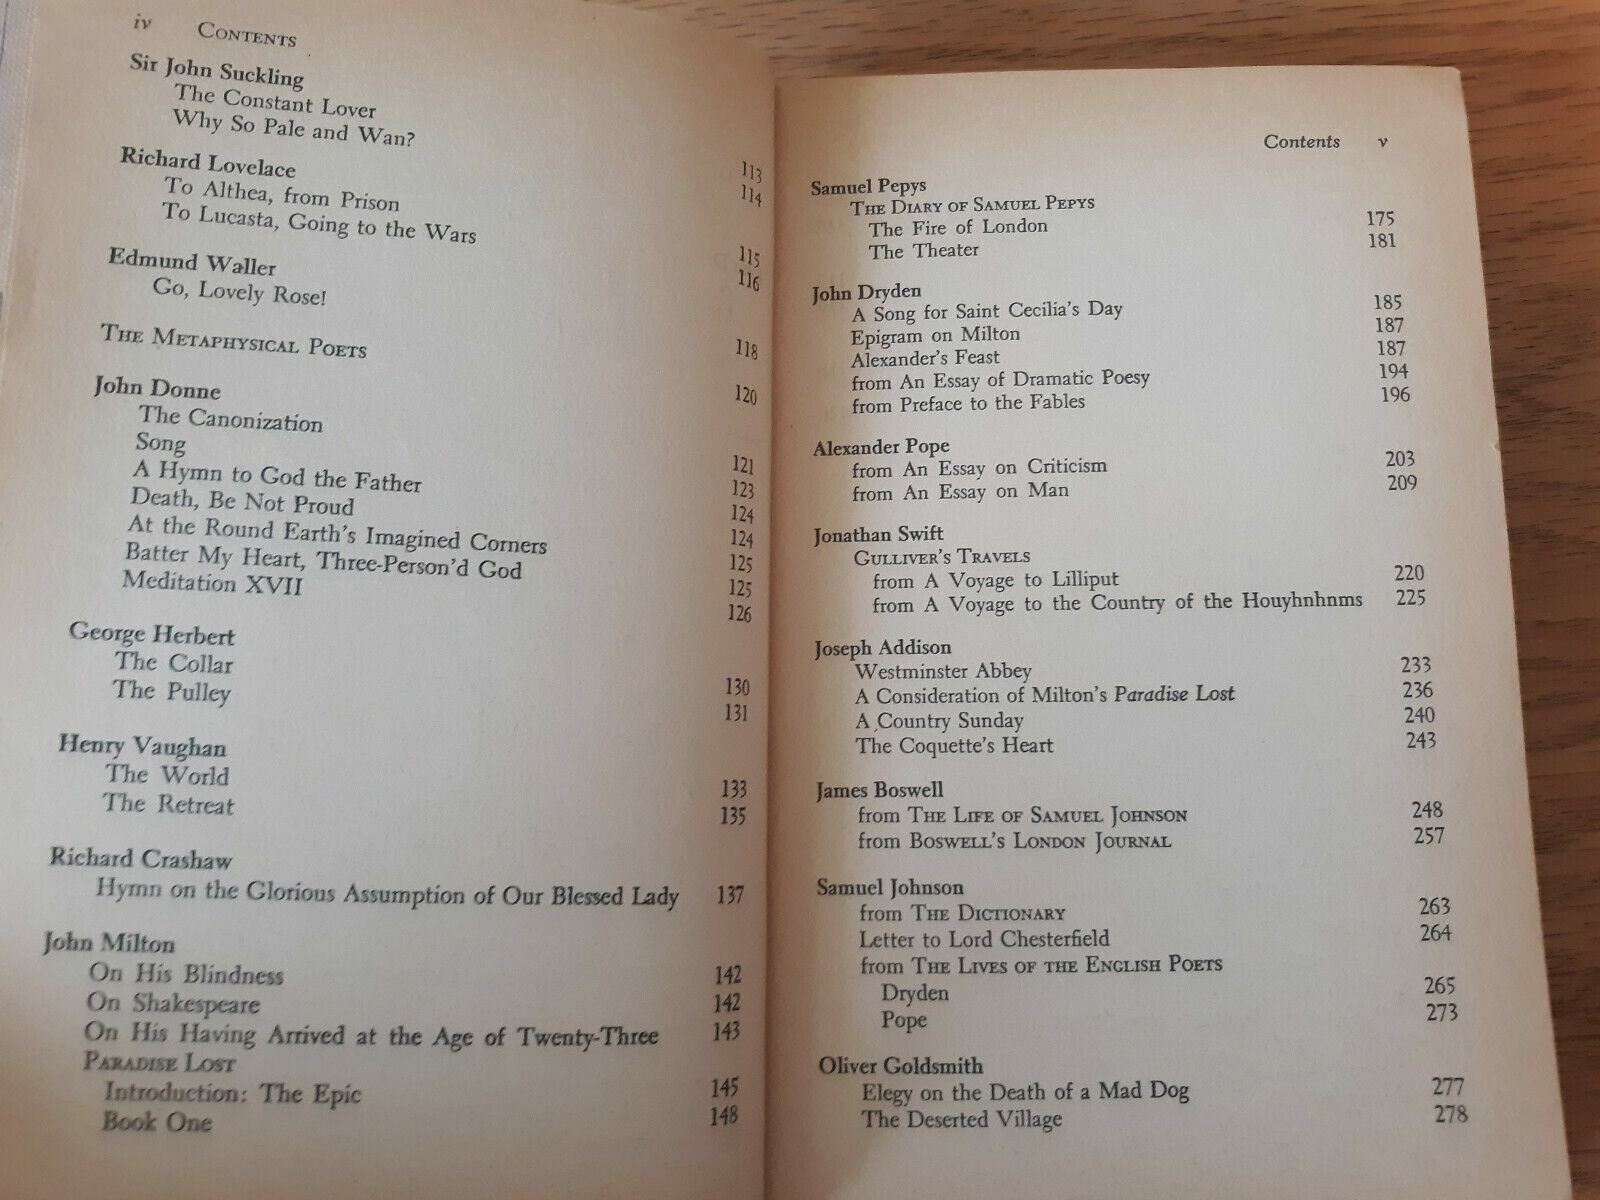 iv CONTENTS
Sir John Suckling
The Constant Lover 113
Why So Pale and Wan? 114
Richard Lovelace
To Althea, from Prison 115
To Lucasta, Going to the Wars 116
Edmund Waller
Go, Lovely Rose! 118
THE METAPHYSICAL POETS 120
John Donne
The Canonization 121
Song 123
A Hymn to God the Father 124
Death, Be Not Proud 124
At the Round Earth's Imagined Corners 125
Batter My Heart, Three-Person'd God 125
Meditation XVII 126
George Herbert
The Collar 130
The Pulley 131
Henry Vaughan
The World 133
The Retreat 135
Richard Crashaw
Hymn on the Glorious Assumption of Our Blessed Lady 137
John Milton
On His Blindness 142
On Shakespeare 142
On His Having Arrived at the Age of Twenty-Three 143
PARADISE LOST
Introduction: The Epic 145
Book One 148
Contents v
Samuel Pepys
THE DIARY OF SAMUEL PEPYS
The Fire of London 175
The Theater 181
John Dryden
A Song for Saint Cecilia's Day 185
Epigram on Milton 187
Alexander's Feast 187
from An Essay of Dramatic Poesy 194
from Preface to the Fables 196
Alexander Pope
from An Essay on Criticism 203
from An Essay on Man 209
Jonathan Swift
GULLIVER'S TRAVELS
from A Voyage to Lilliput 220
from A Voyage to the Country of the Houyhnhnms 225
Joseph Addison
Westminster Abbey 233
A Consideration of Milton's Paradise Lost 236
A Country Sunday 240
The Coquette's Heart 243
James Boswell
from THE LIFE OF SAMUEL JOHNSON 248
from BOSWELL'S LONDON JOURNAL 257
Samuel Johnson
from THE DICTIONARY 263
Letter to Lord Chesterfield 264
from THE LIVES OF THE ENGLISH POETS
Dryden 265
Pope 273
Oliver Goldsmith
Elegy on the Death of a Mad Dog 277
The Deserted Village 278